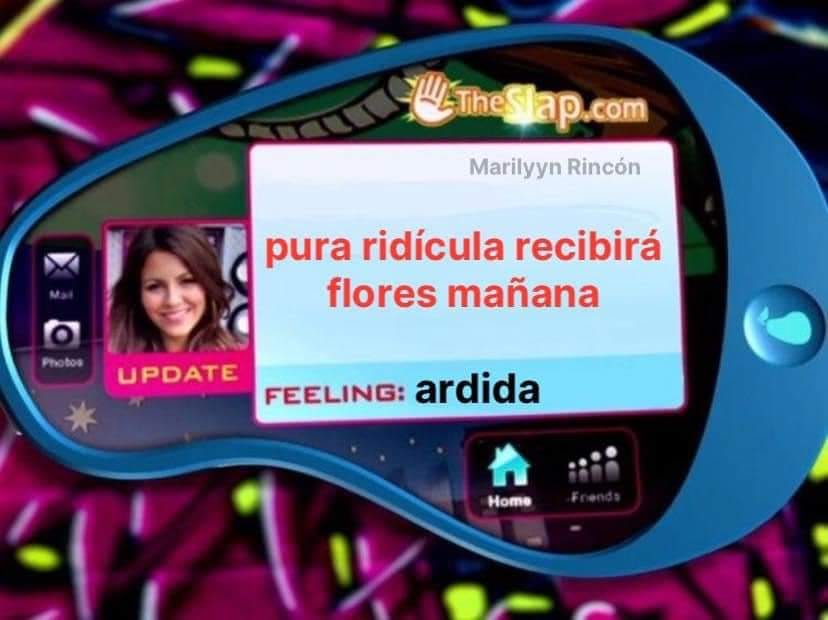 TheSlap.com
Marilyyn Rincón
pura ridícula recibirá
flores mañana
Mail
Photos
UPDATE
FEELING: ardida
Home
Friends